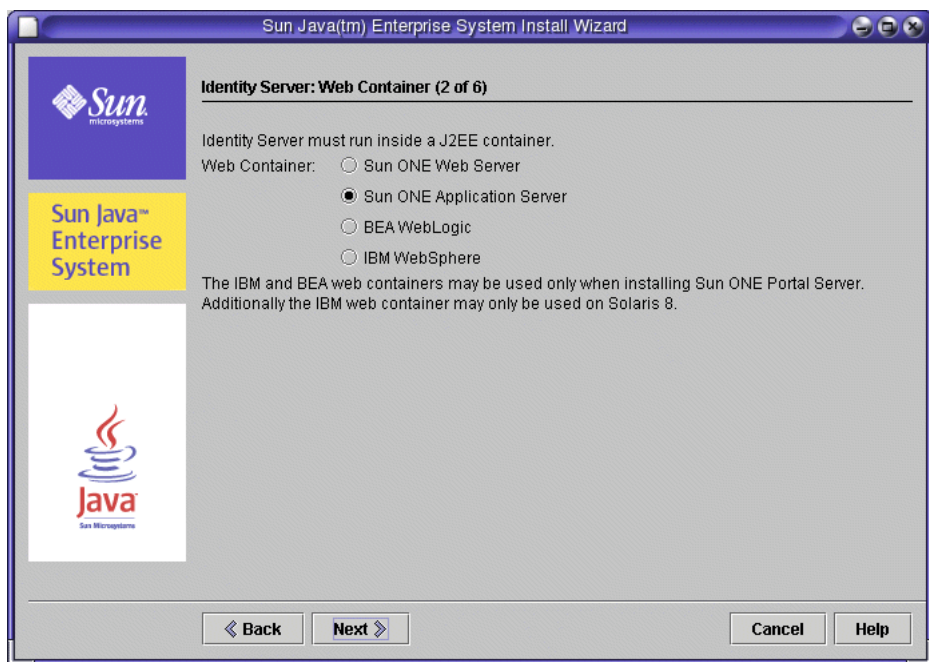 Sun Java(tm) Enterprise System Install Wizard
Sun
microsystems
Identity Server: Web Container (2 of 6)
Identity Server must run inside a J2EE container.
Web Container: Sun ONE Web Server
Sun ONE Application Server
BEA WebLogic
IBM WebSphere
The IBM and BEA web containers may be used only when installing Sun ONE Portal Server.
Additionally the IBM web container may only be used on Solaris 8.
Sun Java™
Enterprise
System
Java
Sun Microsystems
Back Next Cancel Help